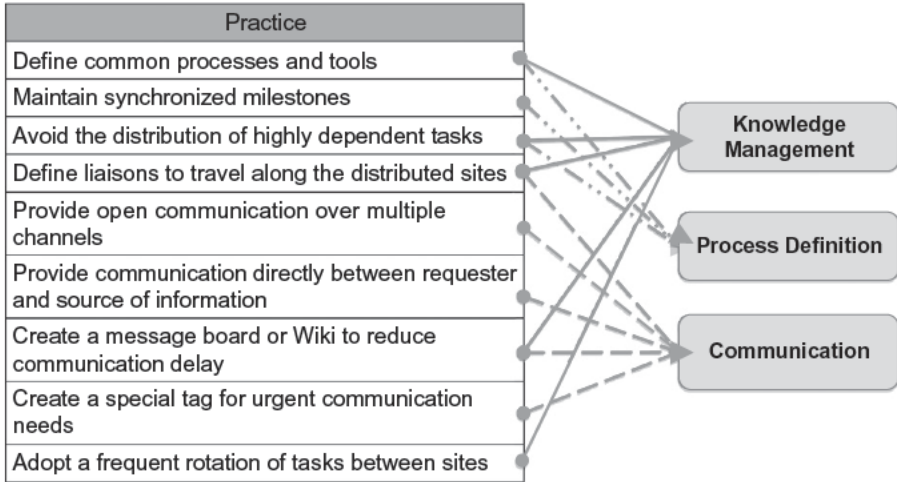 Practice
Define common processes and tools
Maintain synchronized milestones
Avoid the distribution of highly dependent tasks
Define liaisons to travel along the distributed sites
Provide open communication over multiple
channels
Provide communication directly between requester
and source of information
Create a message board or Wiki to reduce
communication delay
Create a special tag for urgent communication
needs
Adopt a frequent rotation of tasks between sites
Knowledge
Management
Process Definition
Communication